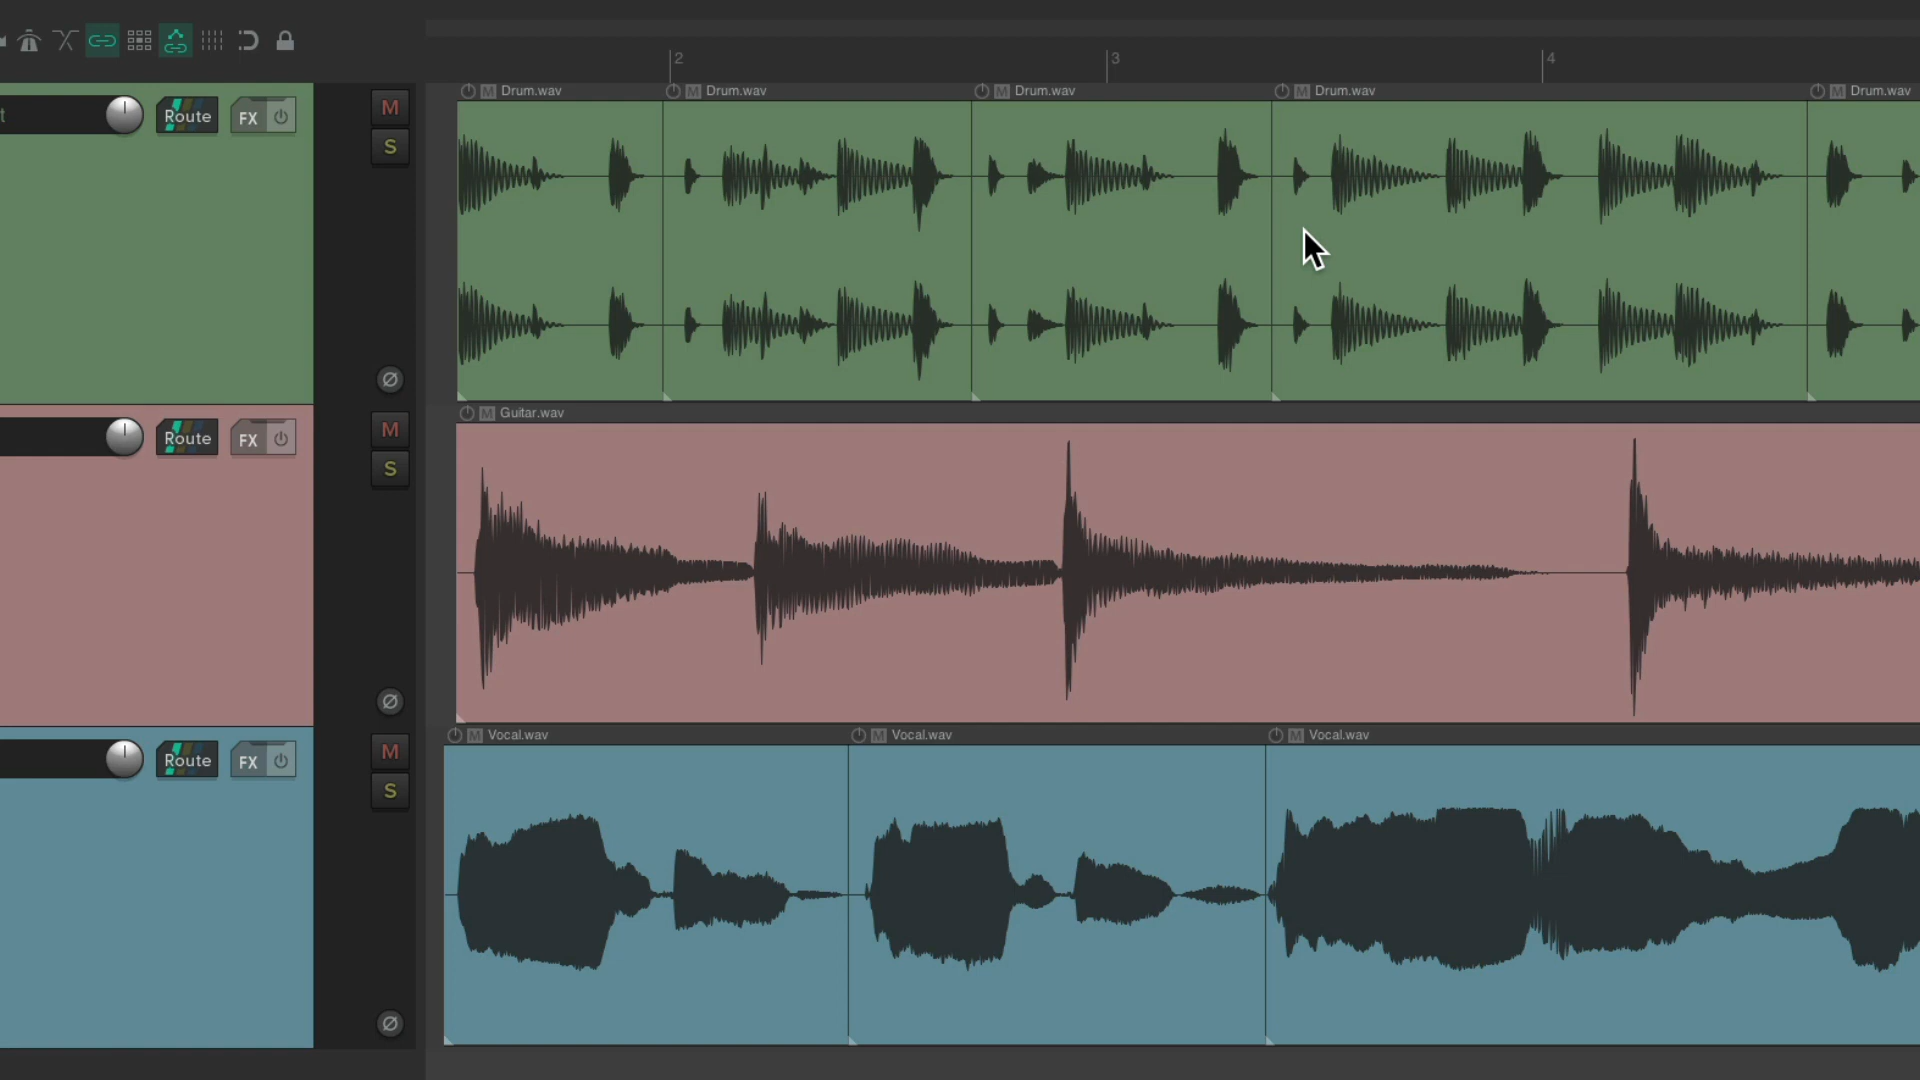 2 3 4
M Drum.wav M Drum.wav M Drum.wav M Drum.wav M Drum.wav
t Route FX M
S
M Guitar.wav
Route FX M
S
M Vocal.wav M Vocal.wav M Vocal.wav
Route FX M
S